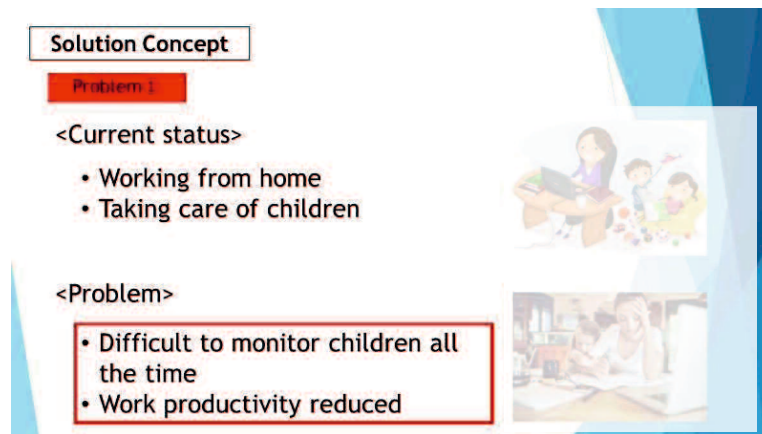 Solution Concept
Problem 1
<Current status>
• Working from home
• Taking care of children
<Problem>
• Difficult to monitor children all
the time
• Work productivity reduced